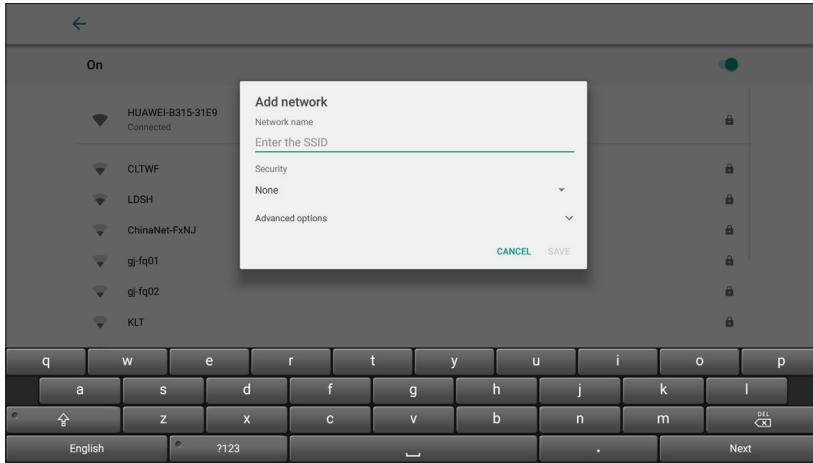 On
HUAWEI-B315-31E9
Connected
CLTWF
LDSH
ChinaNet-FxNJ
gj-fq01
gj-fq02
KLT
Add network
Network name
Enter the SSID
Security
None
Advanced options
CANCEL SAVE
q w e r t y u i o p
a s d f g h j k l
z x c v b n m DEL
English ?123 . Next